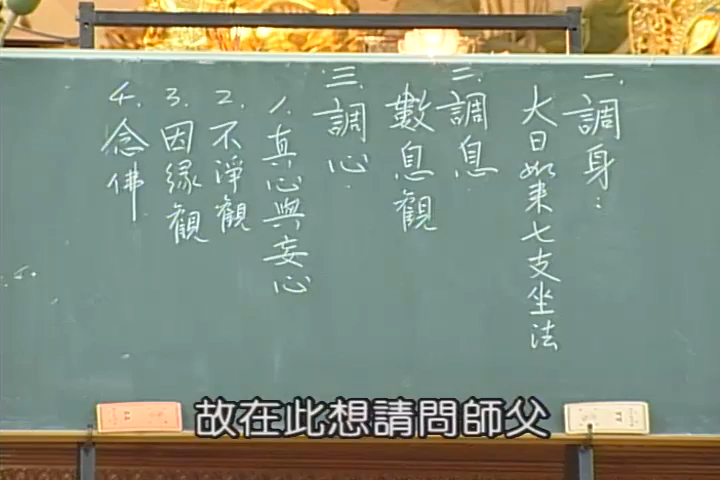 一、調身：
大日如来七支坐法
二、調息
數息觀
三、調心
1、真心與妄心
2、不淨觀
3、因緣觀
4、念佛
故在此想請問師父